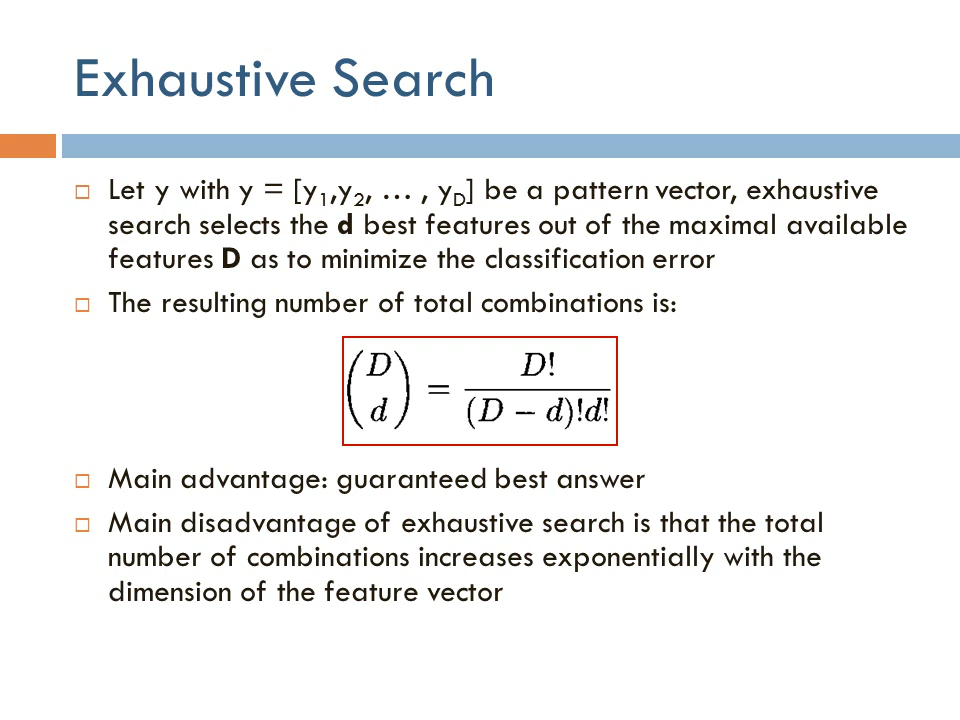 Exhaustive Search
Let y with y = [y₁,y₂, … , y_D] be a pattern vector, exhaustive
search selects the d best features out of the maximal available
features D as to minimize the classification error
The resulting number of total combinations is:
(D d) = D! / (D − d)!d!
Main advantage: guaranteed best answer
Main disadvantage of exhaustive search is that the total
number of combinations increases exponentially with the
dimension of the feature vector